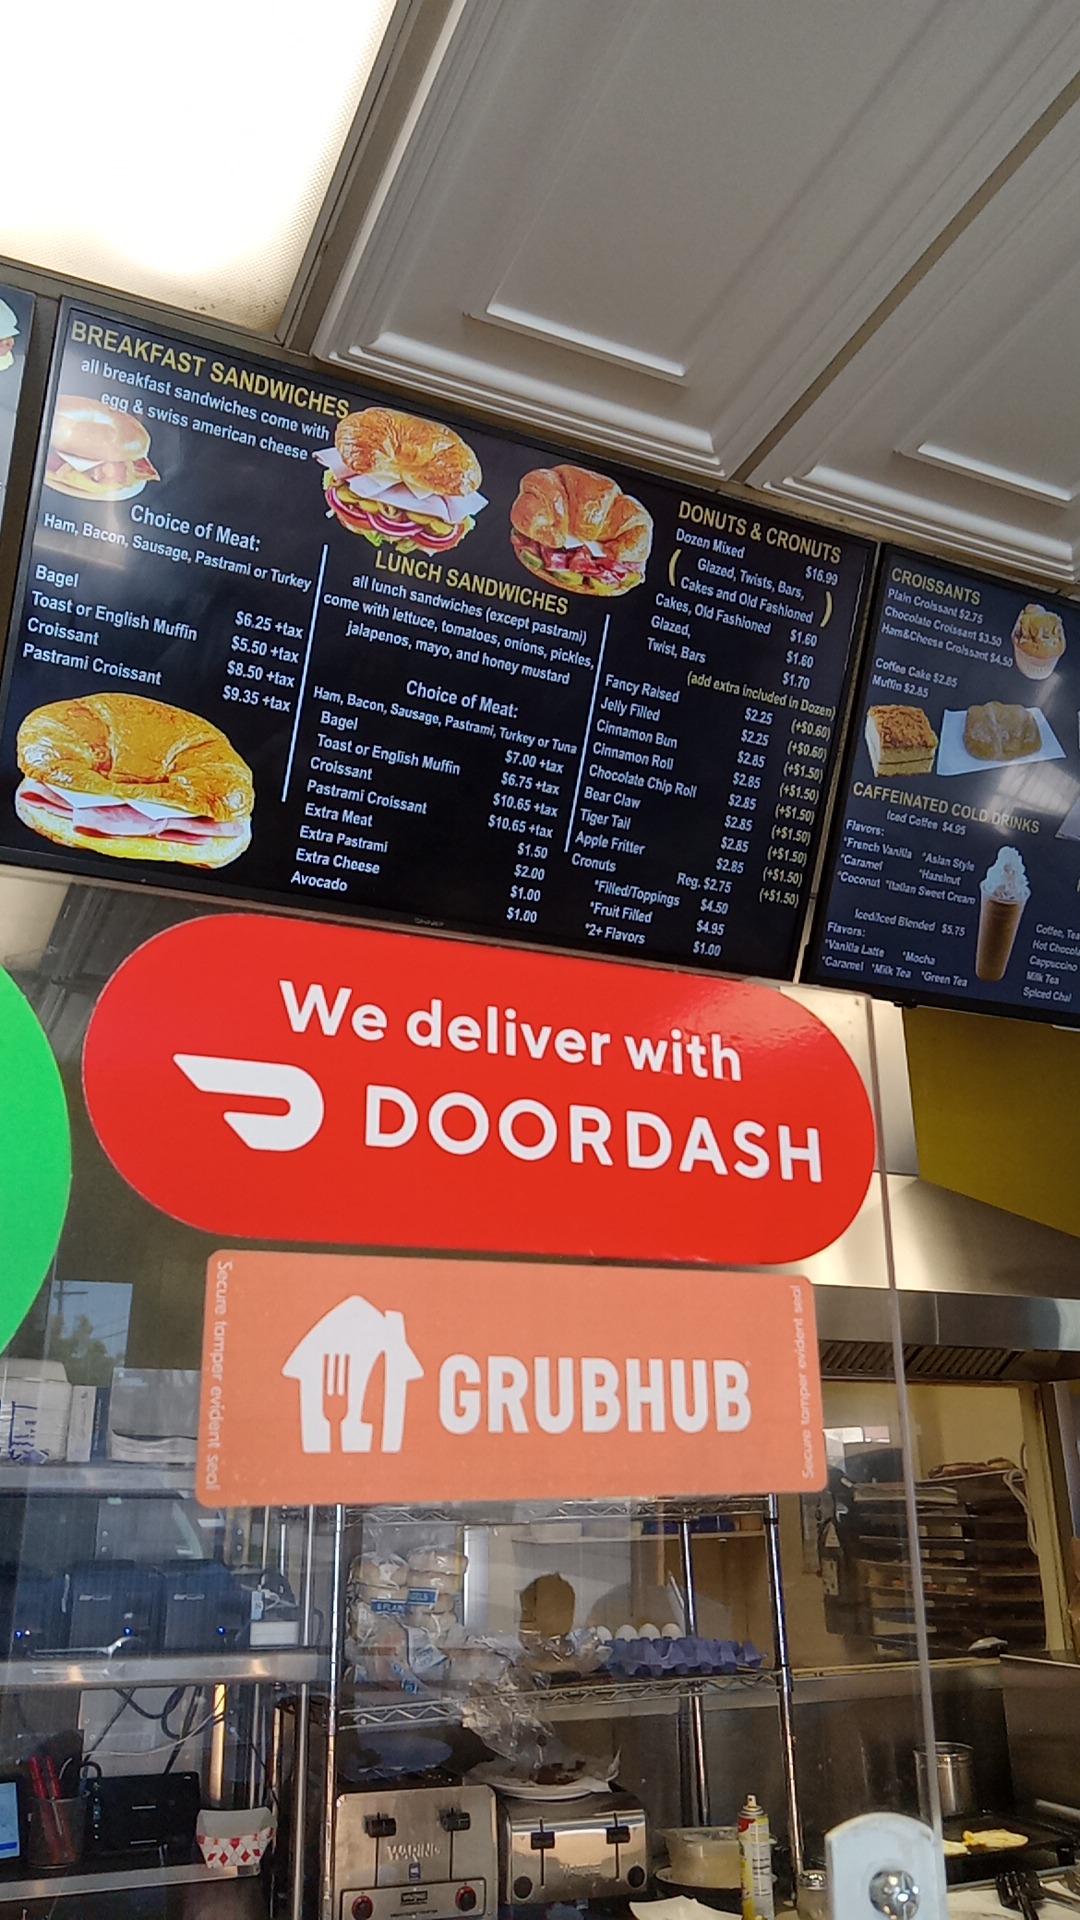 BREAKFAST SANDWICHES
all breakfast sandwiches come with
egg & swiss american cheese
Choice of Meat:
Ham, Bacon, Sausage, Pastrami or Turkey
Bagel $6.25 +tax
Toast or English Muffin $5.50 +tax
Croissant $8.50 +tax
Pastrami Croissant $9.35 +tax
LUNCH SANDWICHES
all lunch sandwiches (except pastrami)
come with lettuce, tomatoes, onions, pickles,
jalapenos, mayo, and honey mustard
Choice of Meat:
Ham, Bacon, Sausage, Pastrami, Turkey or Tuna
Bagel $7.00 +tax
Toast or English Muffin $6.75 +tax
Croissant $10.65 +tax
Pastrami Croissant $10.65 +tax
Extra Meat $1.50
Extra Pastrami $2.00
Extra Cheese $1.00
Avocado $1.00
DONUTS & CRONUTS
Dozen Mixed $16.99
(Glazed, Twists, Bars,
Cakes and Old Fashioned)
Cakes, Old Fashioned $1.60
Glazed, $1.60
Twist, Bars $1.70
(add extra included in Dozen)
Fancy Raised $2.25 (+$0.60)
Jelly Filled $2.25 (+$0.60)
Cinnamon Bun $2.85 (+$1.50)
Cinnamon Roll $2.85 (+$1.50)
Chocolate Chip Roll $2.85 (+$1.50)
Bear Claw $2.85 (+$1.50)
Tiger Tail $2.85 (+$1.50)
Apple Fritter $2.85 (+$1.50)
Cronuts Reg. $2.75
*Filled/Toppings $4.50
*Fruit Filled $4.95
*2+ Flavors $1.00
CROISSANTS
Plain Croissant $2.75
Chocolate Croissant $3.50
Ham&Cheese Croissant $4.50
Coffee Cake $2.85
Muffin $2.85
CAFFEINATED COLD DRINKS
Iced Coffee $4.95
Flavors:
*French Vanilla *Asian Style
*Caramel *Hazelnut
*Coconut *Italian Sweet Cream
Iced/Iced Blended $5.75
Flavors:
*Vanilla Latte *Mocha
*Caramel *Milk Tea *Green Tea
Coffee, Tea
Hot Chocola
Cappuccino
Milk Tea
Spiced Chai
We deliver with
DOORDASH
Secure tamper evident seal
GRUBHUB
Secure tamper evident seal
WARING